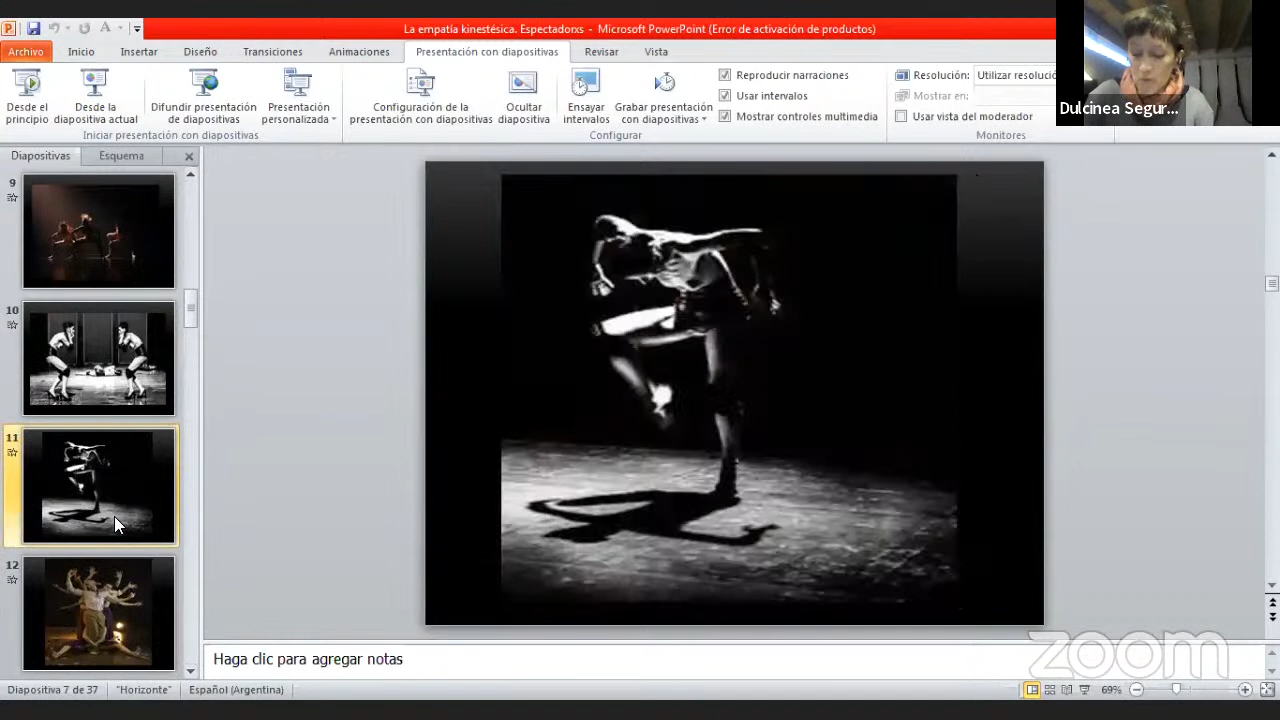 La empatía kinestésica. Espectadorxs - Microsoft PowerPoint (Error de activación de productos)
Archivo Inicio Insertar Diseño Transiciones Animaciones Presentación con diapositivas Revisar Vista
Desde el principio
Desde la diapositiva actual
Difundir presentación de diapositivas
Presentación personalizada
Configuración de la presentación con diapositivas
Ocultar diapositiva
Ensayar intervalos
Grabar presentación con diapositivas
Reproducir narraciones
Usar intervalos
Mostrar controles multimedia
Resolución: Utilizar resolució
Mostrar en:
Usar vista del moderador
Iniciar presentación con diapositivas
Configurar
Monitores
Dulcinea Segur...
Diapositivas Esquema
9
10
11
12
Haga clic para agregar notas
zoom
Diapositiva 7 de 37 "Horizonte" Español (Argentina) 69%